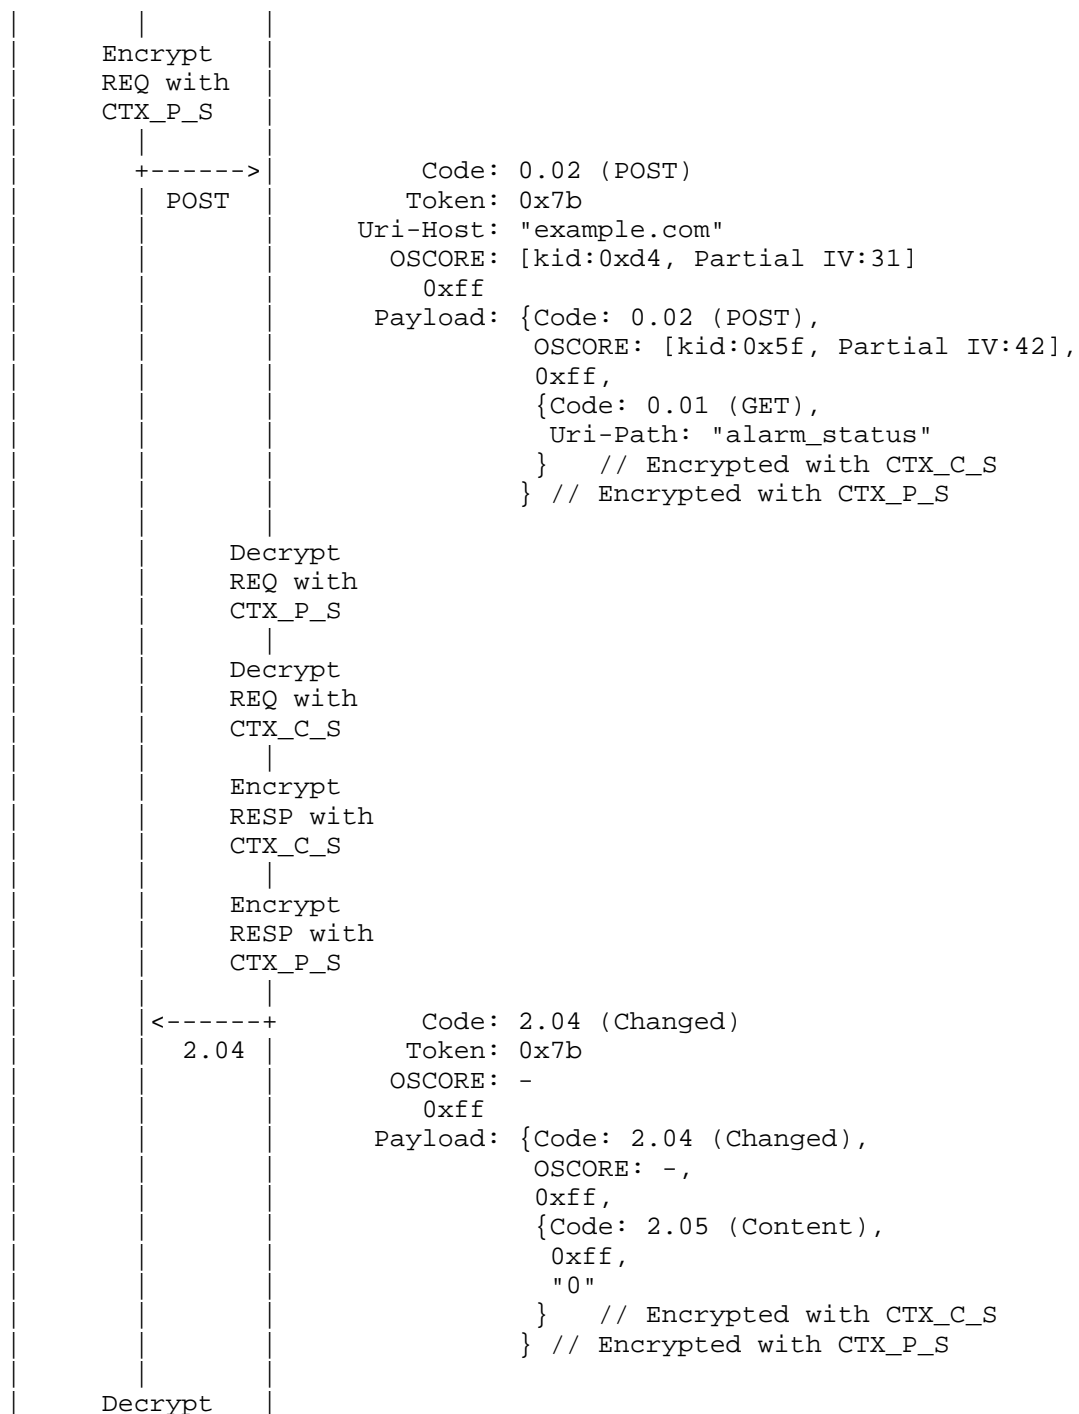 |       |       |
|     Encrypt   |
|     REQ with  |
|     CTX_P_S   |
|       |       |
|       +------>|         Code: 0.02 (POST)
|       | POST  |        Token: 0x7b
|       |       |     Uri-Host: "example.com"
|       |       |       OSCORE: [kid:0xd4, Partial IV:31]
|       |       |         0xff
|       |       |      Payload: {Code: 0.02 (POST),
|       |       |                OSCORE: [kid:0x5f, Partial IV:42],
|       |       |                0xff,
|       |       |                {Code: 0.01 (GET),
|       |       |                 Uri-Path: "alarm_status"
|       |       |                }   // Encrypted with CTX_C_S
|       |       |               } // Encrypted with CTX_P_S
|       |       |
|       |     Decrypt
|       |     REQ with
|       |     CTX_P_S
|       |       |
|       |     Decrypt
|       |     REQ with
|       |     CTX_C_S
|       |       |
|       |     Encrypt
|       |     RESP with
|       |     CTX_C_S
|       |       |
|       |     Encrypt
|       |     RESP with
|       |     CTX_P_S
|       |       |
|       |<------+         Code: 2.04 (Changed)
|       |  2.04 |        Token: 0x7b
|       |       |       OSCORE: -
|       |       |         0xff
|       |       |      Payload: {Code: 2.04 (Changed),
|       |       |                OSCORE: -,
|       |       |                0xff,
|       |       |                {Code: 2.05 (Content),
|       |       |                 0xff,
|       |       |                 "0"
|       |       |                }   // Encrypted with CTX_C_S
|       |       |               } // Encrypted with CTX_P_S
|       |       |
|     Decrypt   |